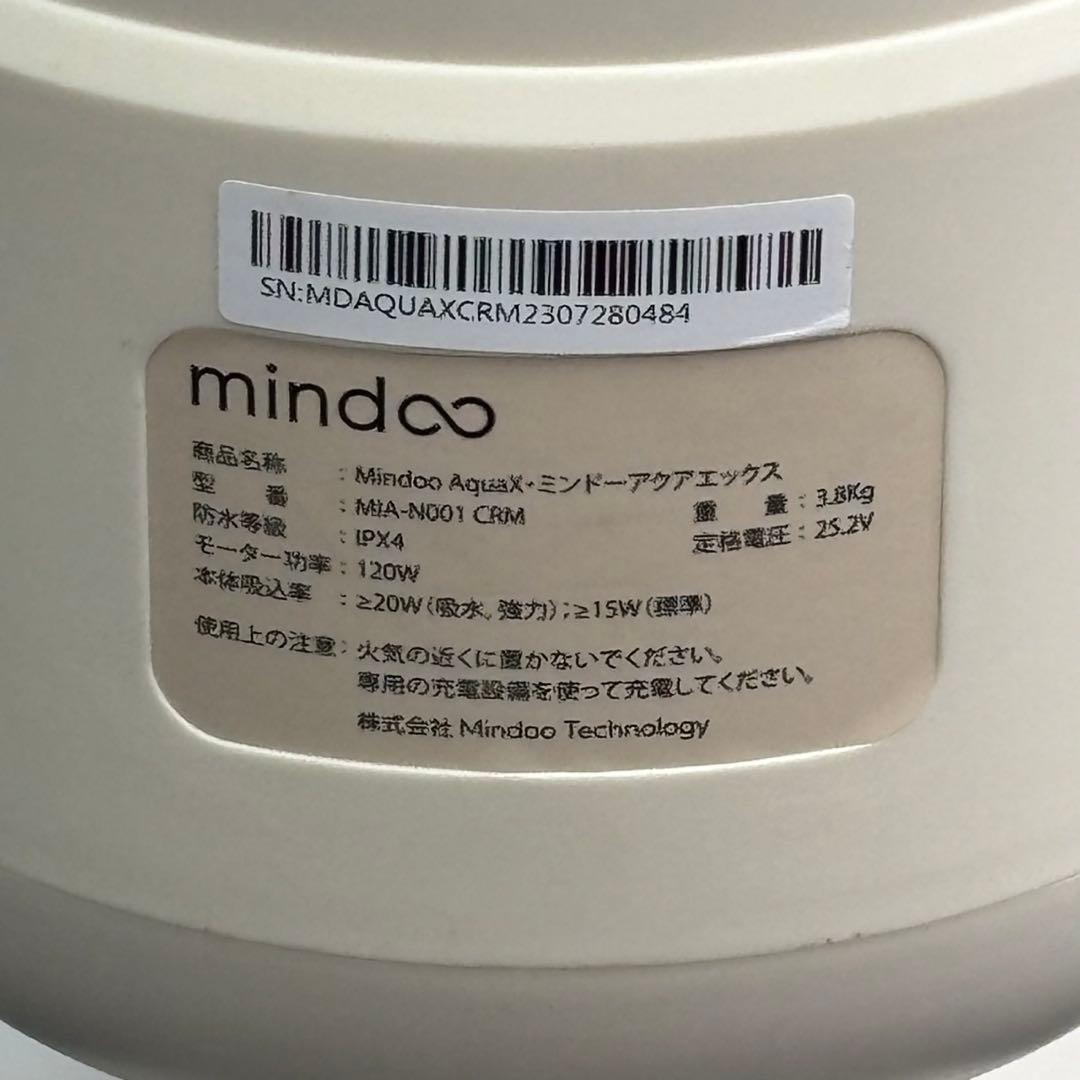 SN:MDAQUAXCRM2307280484
mindoo
商品名称 : Mindoo AquaX・ミンドーアクアエックス
型 番 : MIA-N001 CRM 重 量 : 3.8Kg
防水等級 : IPX4 定格電圧 : 25.2V
モーター功率 : 120W
本体吸込率 : ≥20W(吸水。強力);≥15W(標準)
使用上の注意 : 火気の近くに置かないでください。
専用の充電設備を使って充電してください。
株式会社 Mindoo Technology